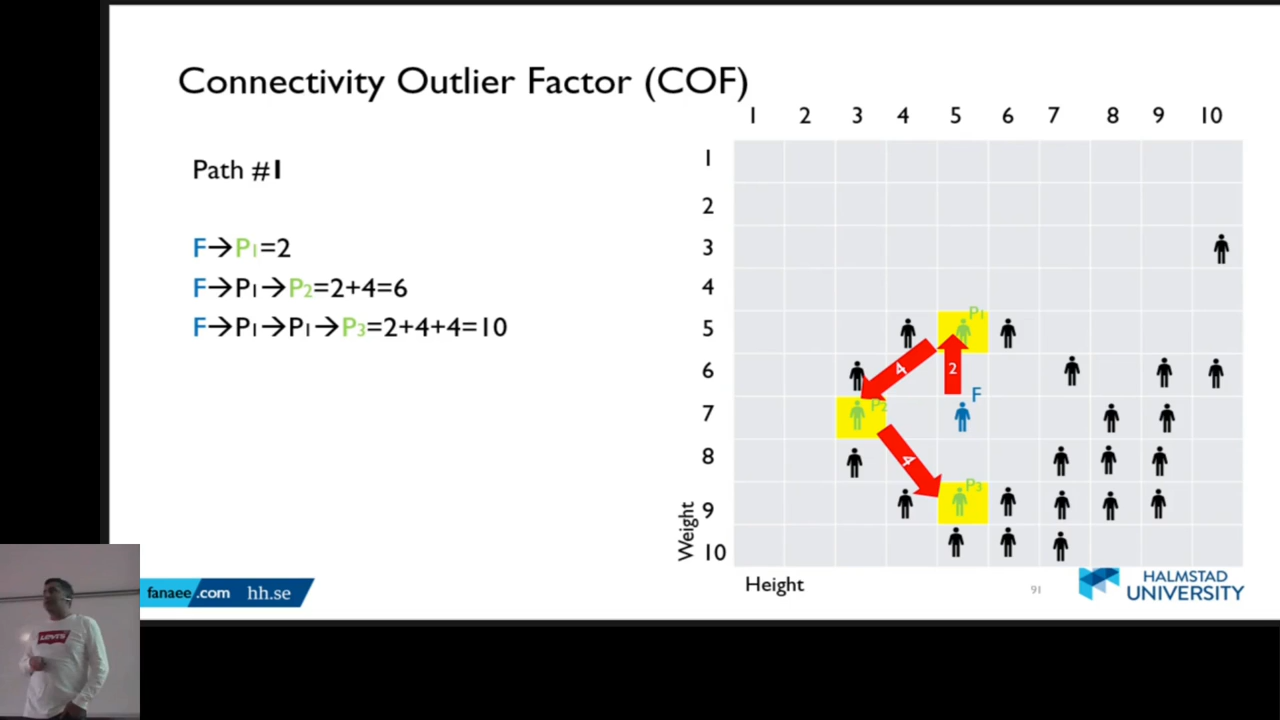 Connectivity Outlier Factor (COF)
1 2 3 4 5 6 7 8 9 10
Path #1
F→P1=2
F→P1→P2=2+4=6
F→P1→P1→P3=2+4+4=10
1
2
3
4
5
6
7
8
9
10
P1
4
2
P2
F
4
P3
Weight
Height
fanaee.com hh.se
91
HALMSTAD
UNIVERSITY
LEVI'S